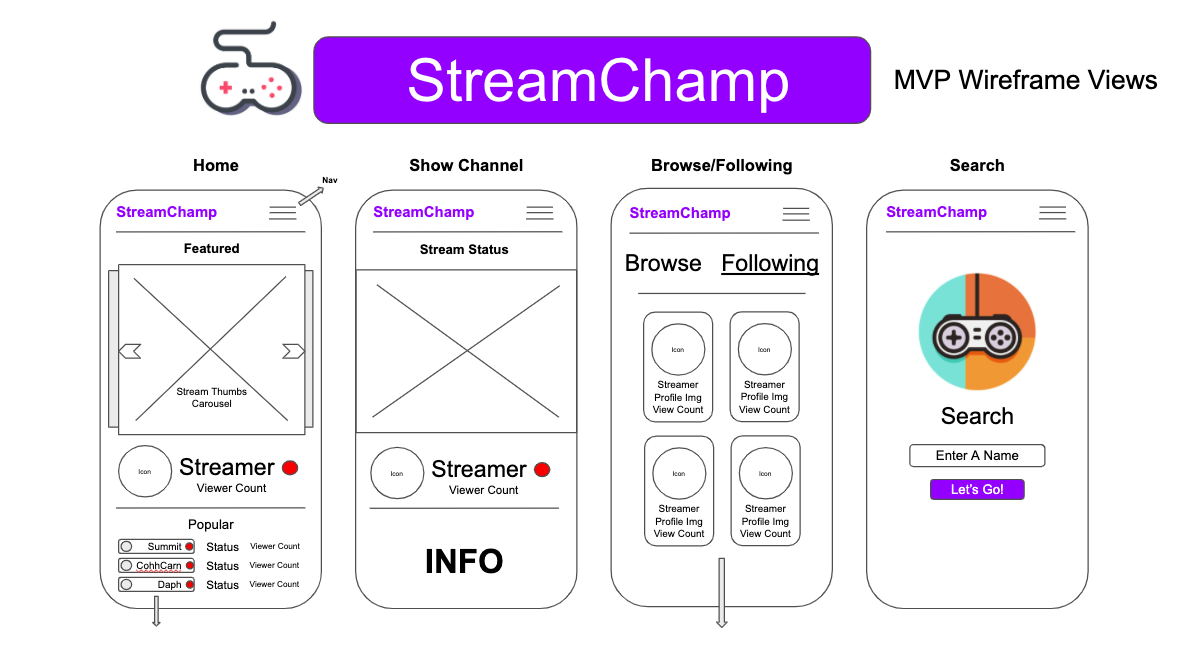 StreamChamp
MVP Wireframe Views
Home
Nav
StreamChamp
Featured
Stream Thumbs
Carousel
Icon
Streamer
Viewer Count
Popular
Summit Status Viewer Count
CohhCarn Status Viewer Count
Daph Status Viewer Count
Show Channel
StreamChamp
Stream Status
Icon
Streamer
Viewer Count
INFO
Browse/Following
StreamChamp
Browse Following
Icon
Streamer
Profile Img
View Count
Icon
Streamer
Profile Img
View Count
Icon
Streamer
Profile Img
View Count
Icon
Streamer
Profile Img
View Count
Search
StreamChamp
Search
Enter A Name
Let's Go!